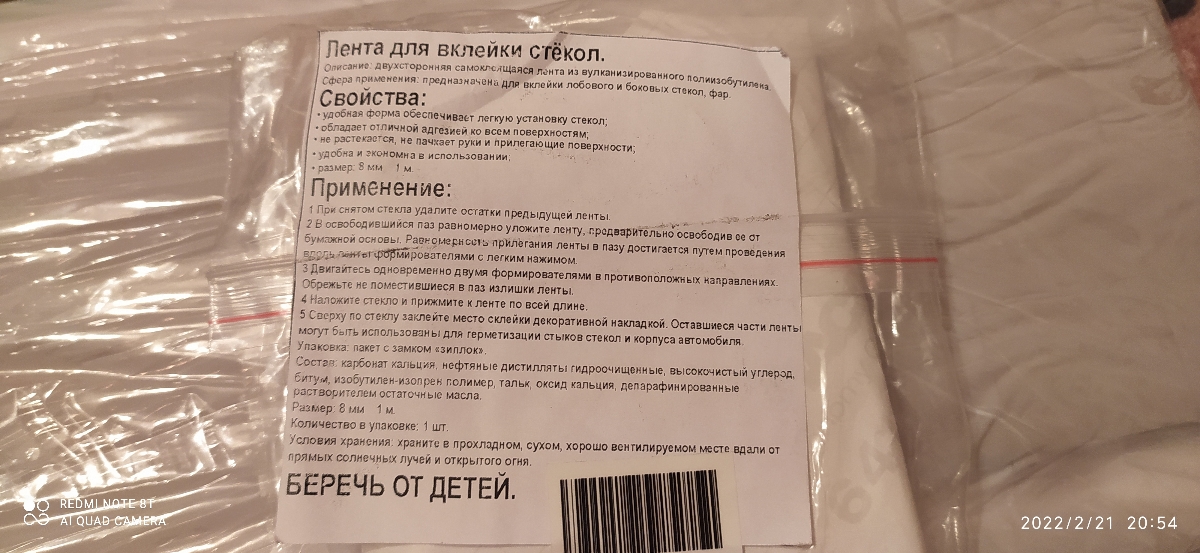 Лента для вклейки стёкол.
Описание: двухсторонняя самоклеящаяся лента из вулканизированного полиизобутилена.
Сфера применения: предназначена для вклейки лобового и боковых стекол, фар.
Свойства:
• удобная форма обеспечивает легкую установку стекол;
• обладает отличной адгезией ко всем поверхностям;
• не растекается, не пачкает руки и прилегающие поверхности;
• удобна и экономна в использовании;
• размер: 8 мм 1 м.
Применение:
1 При снятом стекла удалите остатки предыдущей ленты.
2 В освободившийся паз равномерно уложите ленту, предварительно освободив ее от
бумажной основы. Равномерность прилегания ленты в пазу достигается путем проведения
вдоль ленты формирователями с легким нажимом.
3 Двигайтесь одновременно двумя формирователями в противоположных направлениях.
Обрежьте не поместившиеся в паз излишки ленты.
4 Наложите стекло и прижмите к ленте по всей длине.
5 Сверху по стеклу заклейте место склейки декоративной накладкой. Оставшиеся части ленты
могут быть использованы для герметизации стыков стекол и корпуса автомобиля.
Упаковка: пакет с замком «зиплок».
Состав: карбонат кальция, нефтяные дистилляты гидроочищенные, высокочистый углерод,
битум, изобутилен-изопрен полимер, тальк, оксид кальция, депарафинированные
растворителем остаточные масла.
Размер: 8 мм 1 м.
Количество в упаковке: 1 шт.
Условия хранения: храните в прохладном, сухом, хорошо вентилируемом месте вдали от
прямых солнечных лучей и открытого огня.
БЕРЕЧЬ ОТ ДЕТЕЙ.
REDMI NOTE 8T
AI QUAD CAMERA
2022/2/21 20:54